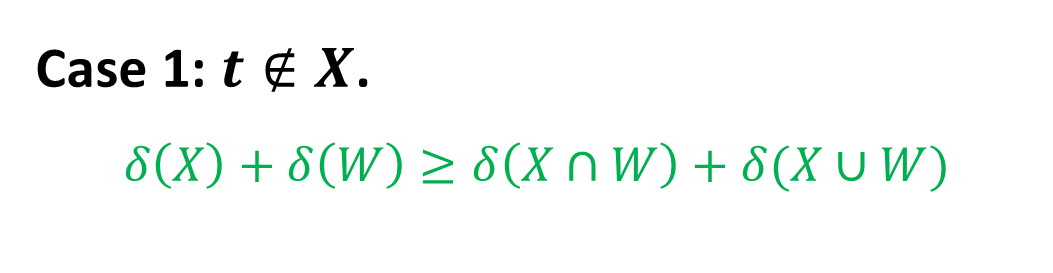 Case 1: t ∉ X.
δ(X) + δ(W) ≥ δ(X ∩ W) + δ(X ∪ W)